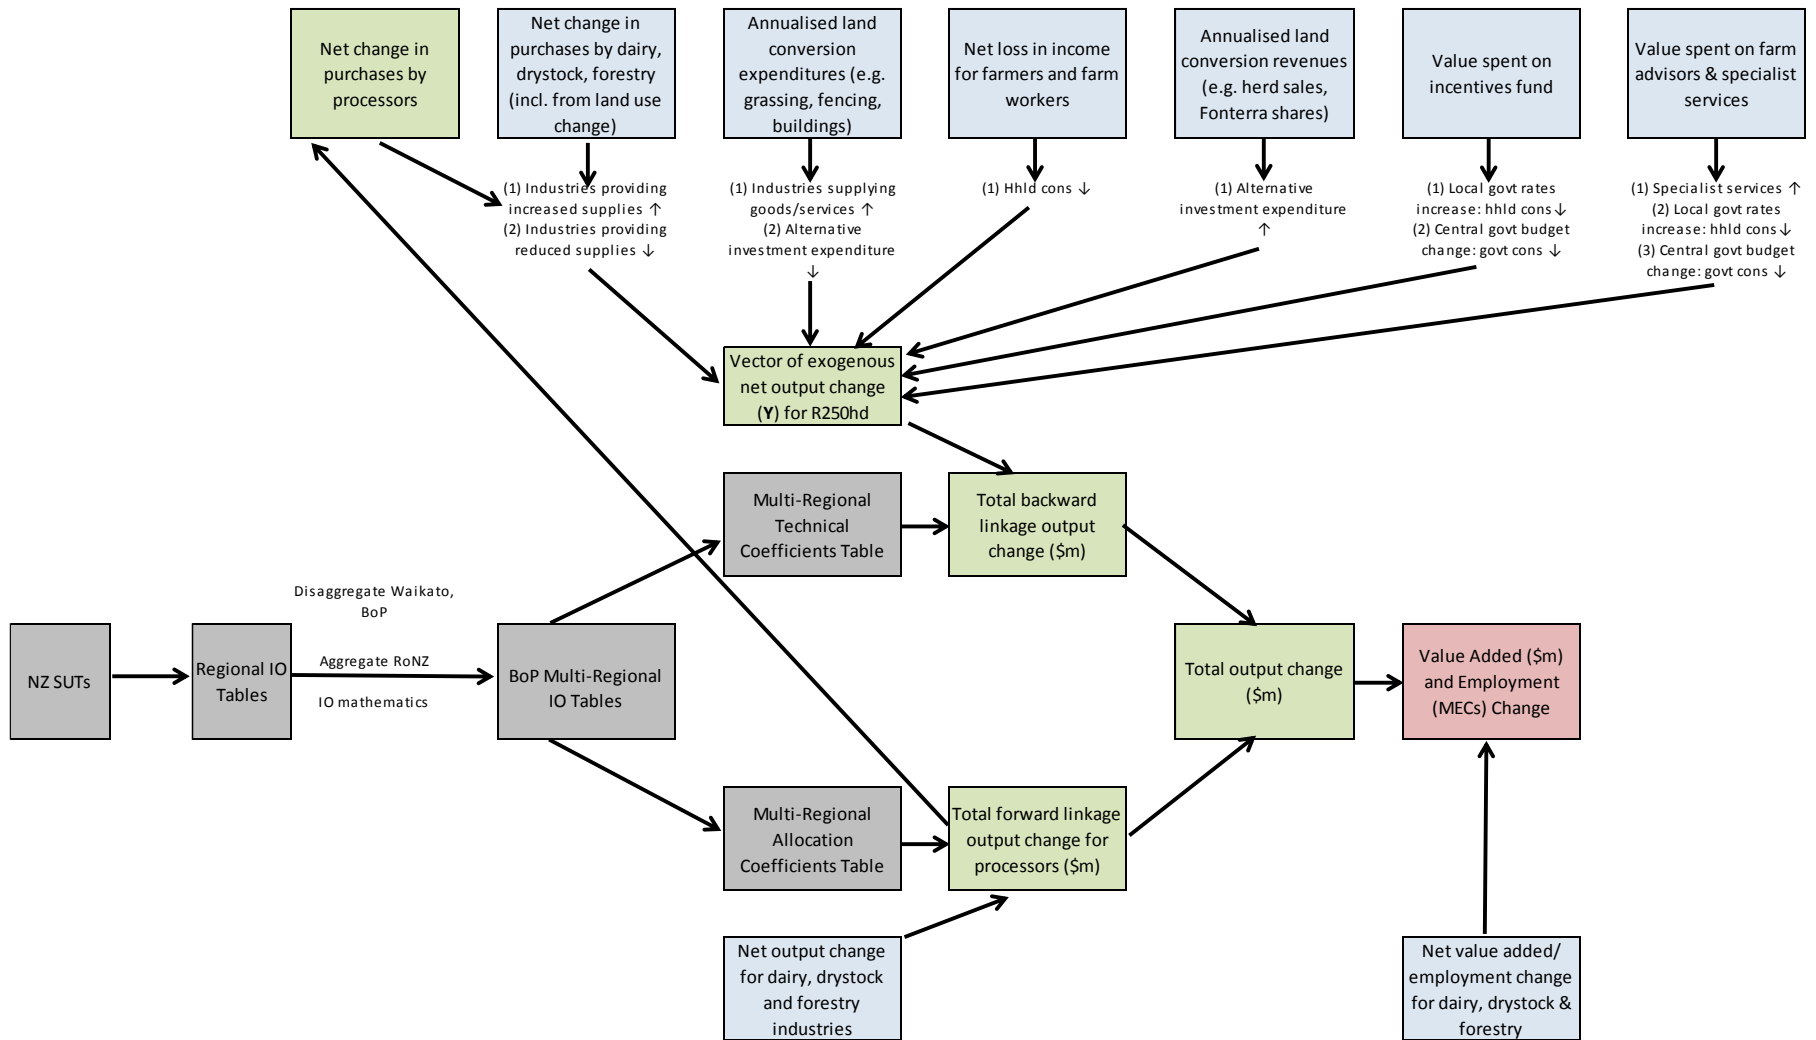 Net change in
purchases by
processors
Net change in
purchases by dairy,
drystock, forestry
(incl. from land use
change)
Annualised land
conversion
expenditures (e.g.
grassing, fencing,
buildings)
Net loss in income
for farmers and farm
workers
Annualised land
conversion revenues
(e.g. herd sales,
Fonterra shares)
Value spent on
incentives fund
Value spent on farm
advisors & specialist
services
(1) Industries providing
increased supplies ↑
(2) Industries providing
reduced supplies ↓
(1) Industries supplying
goods/services ↑
(2) Alternative
investment expenditure
↓
(1) Hhld cons ↓
(1) Alternative
investment expenditure
↑
(1) Local govt rates
increase: hhld cons↓
(2) Central govt budget
change: govt cons ↓
(1) Specialist services ↑
(2) Local govt rates
increase: hhld cons↓
(3) Central govt budget
change: govt cons ↓
Vector of exogenous
net output change
(Y) for R250hd
Multi-Regional
Technical
Coefficients Table
Total backward
linkage output
change ($m)
Disaggregate Waikato,
BoP
Aggregate RoNZ
IO mathematics
NZ SUTs
Regional IO
Tables
BoP Multi-Regional
IO Tables
Total output change
($m)
Value Added ($m)
and Employment
(MECs) Change
Multi-Regional
Allocation
Coefficients Table
Total forward linkage
output change for
processors ($m)
Net output change
for dairy, drystock
and forestry
industries
Net value added/
employment change
for dairy, drystock &
forestry